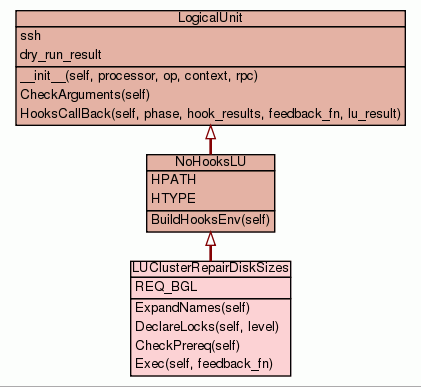 LogicalUnit
ssh
dry_run_result
__init__(self, processor, op, context, rpc)
CheckArguments(self)
HooksCallBack(self, phase, hook_results, feedback_fn, lu_result)
NoHooksLU
HPATH
HTYPE
BuildHooksEnv(self)
LUClusterRepairDiskSizes
REQ_BGL
ExpandNames(self)
DeclareLocks(self, level)
CheckPrereq(self)
Exec(self, feedback_fn)